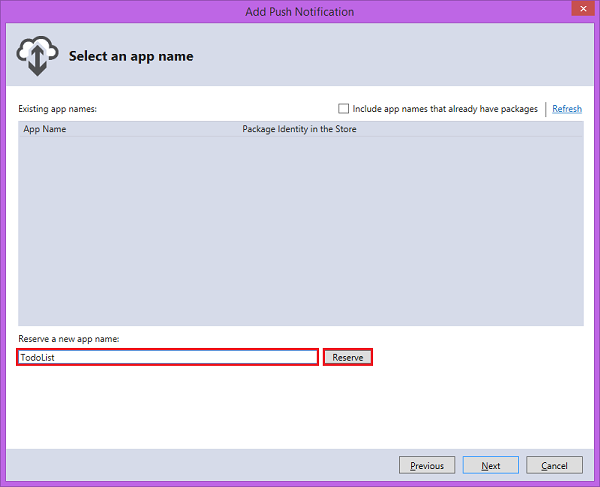 Add Push Notification
Select an app name
Existing app names:
Include app names that already have packages
Refresh
App Name
Package Identity in the Store
Reserve a new app name:
TodoList
Reserve
Previous
Next
Cancel